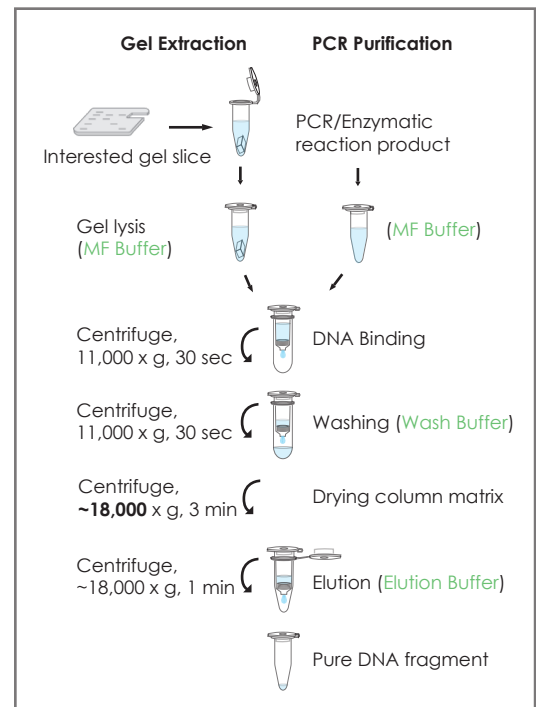 Gel Extraction
PCR Purification
Interested gel slice
PCR/Enzymatic
reaction product
Gel lysis
(MF Buffer)
(MF Buffer)
Centrifuge,
11,000 x g, 30 sec
DNA Binding
Centrifuge,
11,000 x g, 30 sec
Washing (Wash Buffer)
Centrifuge,
~18,000 x g, 3 min
Drying column matrix
Centrifuge,
~18,000 x g, 1 min
Elution (Elution Buffer)
Pure DNA fragment